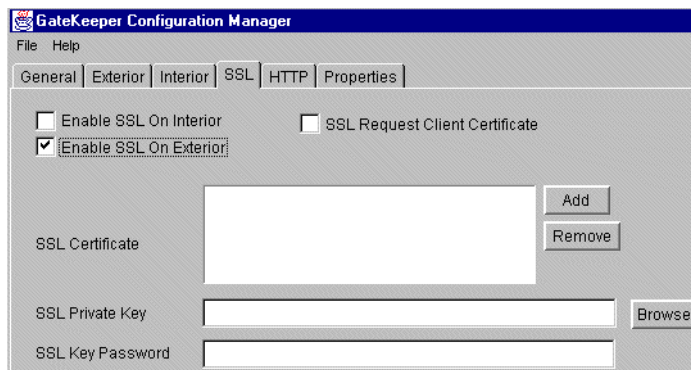 GateKeeper Configuration Manager
File Help
General Exterior Interior SSL HTTP Properties
Enable SSL On Interior SSL Request Client Certificate
Enable SSL On Exterior
Add
SSL Certificate Remove
SSL Private Key Browse
SSL Key Password